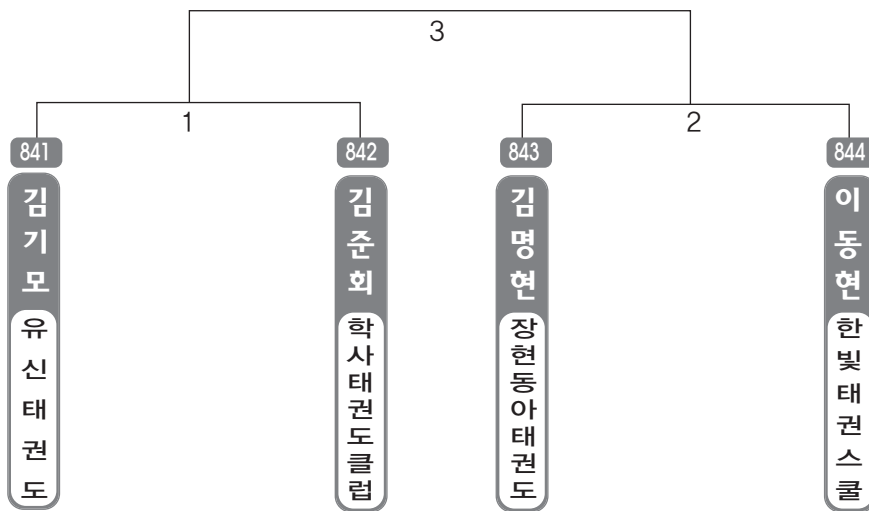 3
1
2
841
842
843
844
김기모
김준회
김명현
이동현
유신태권도
학사태권도클럽
장현동아태권도
한빛태권스쿨